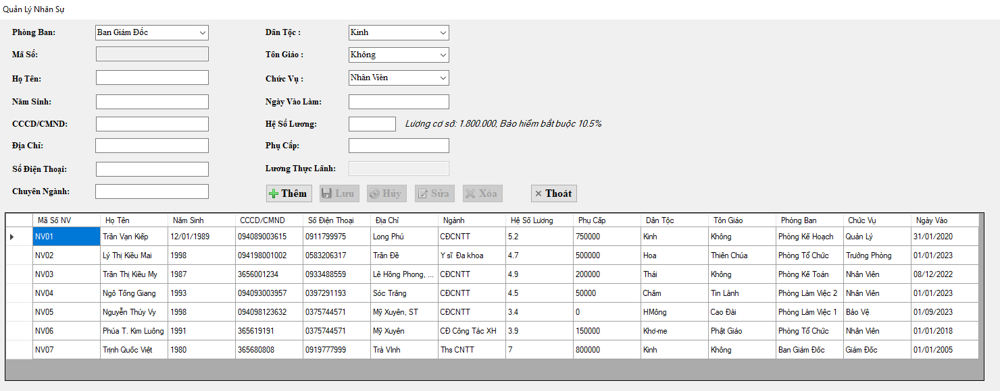 Quản Lý Nhân Sự
Phòng Ban: Ban Giám Đốc Dân Tộc : Kinh
Mã Số: Tôn Giáo : Không
Họ Tên: Chức Vụ : Nhân Viên
Năm Sinh: Ngày Vào Làm:
CCCD/CMND: Hệ Số Lương: Lương cơ sở: 1.800.000, Bảo hiểm bắt buộc 10.5%
Địa Chỉ: Phụ Cấp:
Số Điện Thoại: Lương Thực Lãnh:
Chuyên Ngành: Thêm Lưu Hủy Sửa Xóa Thoát
Mã Số NV Họ Tên Năm Sinh CCCD/CMND Số Điện Thoại Địa Chỉ Ngành Hệ Số Lương Phụ Cấp Dân Tộc Tôn Giáo Phòng Ban Chức Vụ Ngày Vào
NV01 Trần Vạn Kiếp 12/01/1989 094089003615 0911799975 Long Phú CĐCNTT 5.2 750000 Kinh Không Phòng Kế Hoạch Quản Lý 31/01/2020
NV02 Lý Thị Kiều Mai 1998 094198001002 0583206317 Trần Đề Y sĩ Đa khoa 4.7 500000 Hoa Thiên Chúa Phòng Tổ Chức Trưởng Phòng 01/01/2023
NV03 Trần Thị Kiều My 1987 3656001234 0933488559 Lê Hồng Phong, ... CĐCNTT 4.9 200000 Thái Không Phòng Kế Toán Nhân Viên 08/12/2022
NV04 Ngô Tống Giang 1993 094093003957 0397291193 Sóc Trăng CĐCNTT 4.5 50000 Chăm Tin Lành Phòng Làm Việc 2 Nhân Viên 01/01/2023
NV05 Nguyễn Thúy Vy 1998 094098123632 0375744571 Mỹ Xuyên, ST CĐCNTT 3.4 0 HMông Cao Đài Phòng Làm Việc 1 Bảo Vệ 01/09/2023
NV06 Phúa T. Kim Luông 1991 365619191 0375744571 Mỹ Xuyên CĐ Công Tác XH 3.9 150000 Khơ-me Phật Giáo Phòng Tổ Chức Nhân Viên 01/01/2018
NV07 Trịnh Quốc Việt 1980 365680808 0919777999 Trà Vĩnh Ths CNTT 7 800000 Kinh Không Ban Giám Đốc Giám Đốc 01/01/2005